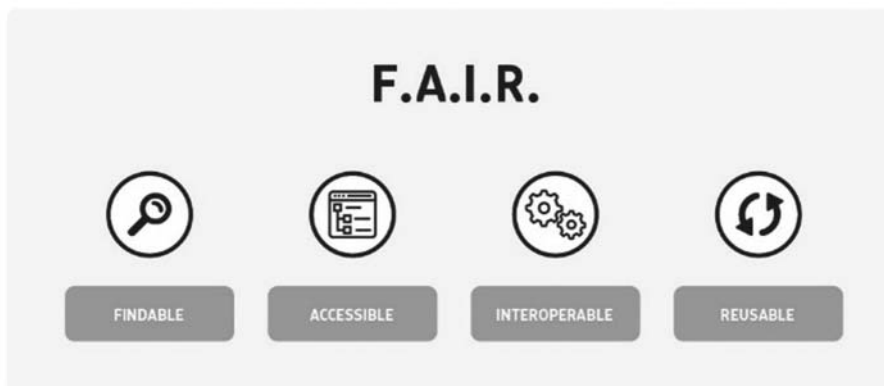 F.A.I.R.
FINDABLE
ACCESSIBLE
INTEROPERABLE
REUSABLE